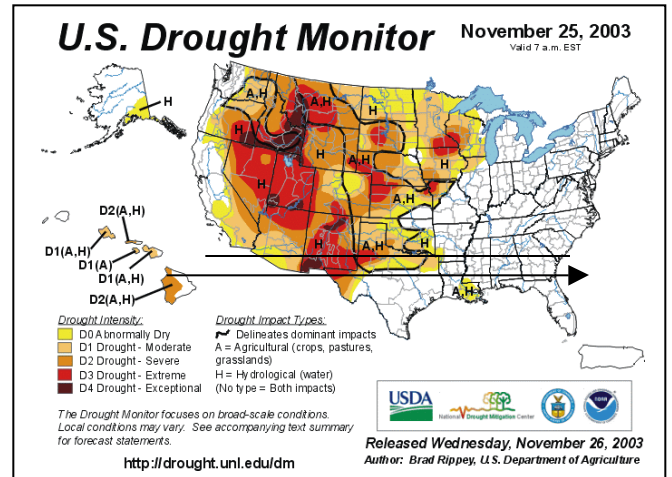 U.S. Drought Monitor
November 25, 2003
Valid 7 a.m. EST
H
A,H
A,H
H
H
H
A,H
H
H
A,H
A,H
H
A,H
H
A,H
D2(A,H)
D1(A,H)
D1(A)
D1(A,H)
D2(A,H)
Drought Intensity:
D0 Abnormally Dry
D1 Drought - Moderate
D2 Drought - Severe
D3 Drought - Extreme
D4 Drought - Exceptional
Drought Impact Types:
Delineates dominant impacts
A = Agricultural (crops, pastures,
grasslands)
H = Hydrological (water)
(No type = Both impacts)
The Drought Monitor focuses on broad-scale conditions.
Local conditions may vary. See accompanying text summary
for forecast statements.
http://drought.unl.edu/dm
USDA
National Drought Mitigation Center
NOAA
Released Wednesday, November 26, 2003
Author: Brad Rippey, U.S. Department of Agriculture